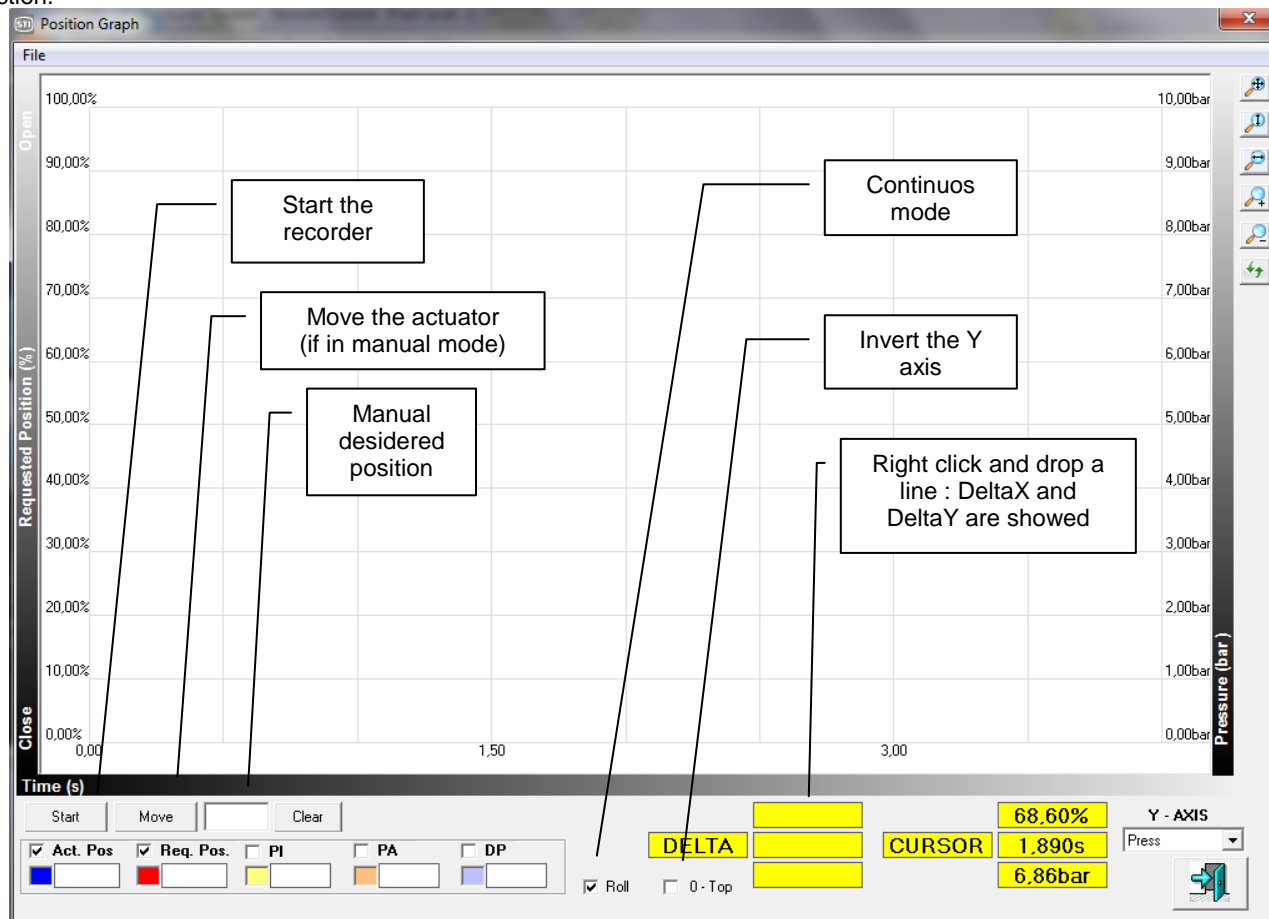 ction.
STI Position Graph
File
Open
Requested Position (%)
Close
100,00%
90,00%
80,00%
70,00%
60,00%
50,00%
40,00%
30,00%
20,00%
10,00%
0,00%
10,00bar
9,00bar
8,00bar
7,00bar
6,00bar
5,00bar
4,00bar
3,00bar
2,00bar
1,00bar
0,00bar
Pressure (bar )
Start the
recorder
Move the actuator
(if in manual mode)
Manual
desidered
position
Continuos
mode
Invert the Y
axis
Right click and drop a
line : DeltaX and
DeltaY are showed
0,00 1,50 3,00
Time (s)
Start Move Clear
Act. Pos Req. Pos. PI PA DP
Roll 0 - Top
DELTA
CURSOR
68,60%
1,890s
6,86bar
Y - AXIS
Press